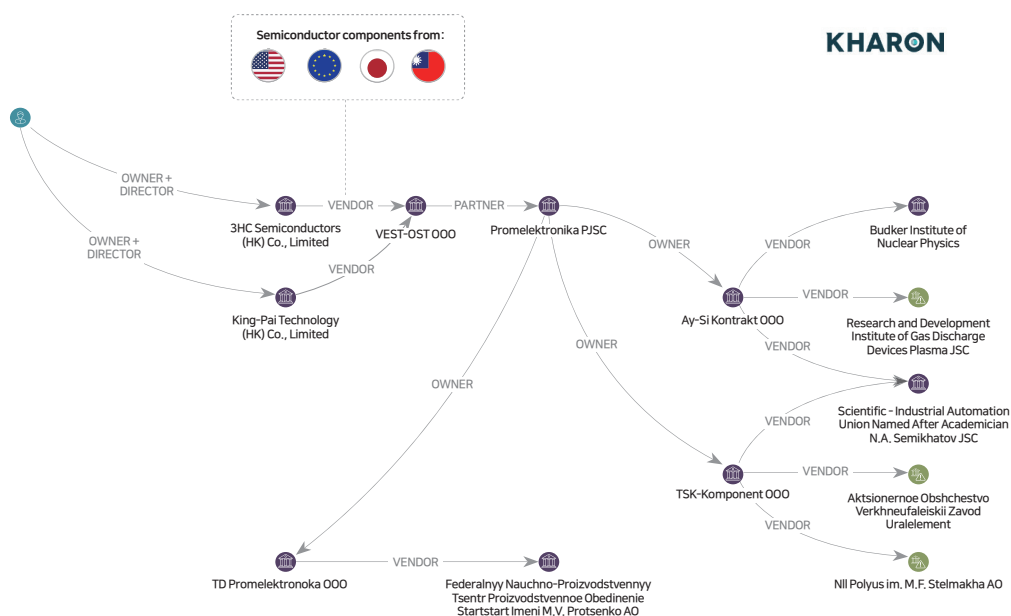 Semiconductor components from:
KHARON
OWNER +
DIRECTOR
VENDOR
PARTNER
3HC Semiconductors
(HK) Co., Limited
VEST-OST OOO
Promelektronika PJSC
VENDOR
Budker Institute of
Nuclear Physics
OWNER
OWNER +
DIRECTOR
VENDOR
King-Pai Technology
(HK) Co., Limited
Ay-Si Kontrakt OOO
VENDOR
Research and Development
Institute of Gas Discharge
Devices Plasma JSC
OWNER
VENDOR
OWNER
Scientific - Industrial Automation
Union Named After Academician
N.A. Semikhatov JSC
VENDOR
TSK-Komponent OOO
VENDOR
Aktsionernoe Obshchestvo
Verkhneufaleiskii Zavod
Uralelement
VENDOR
NII Polyus im. M.F. Stelmakha AO
TD Promelektronoka OOO
VENDOR
Federalnyy Nauchno-Proizvodstvennyy
Tsentr Proizvodstvennoe Obedinenie
Startstart Imeni M.V. Protsenko AO